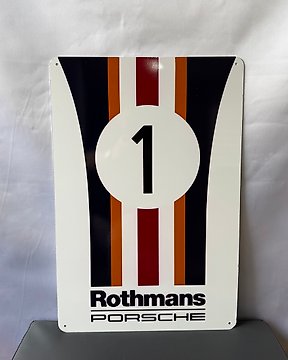 1
Rothmans
PORSCHE